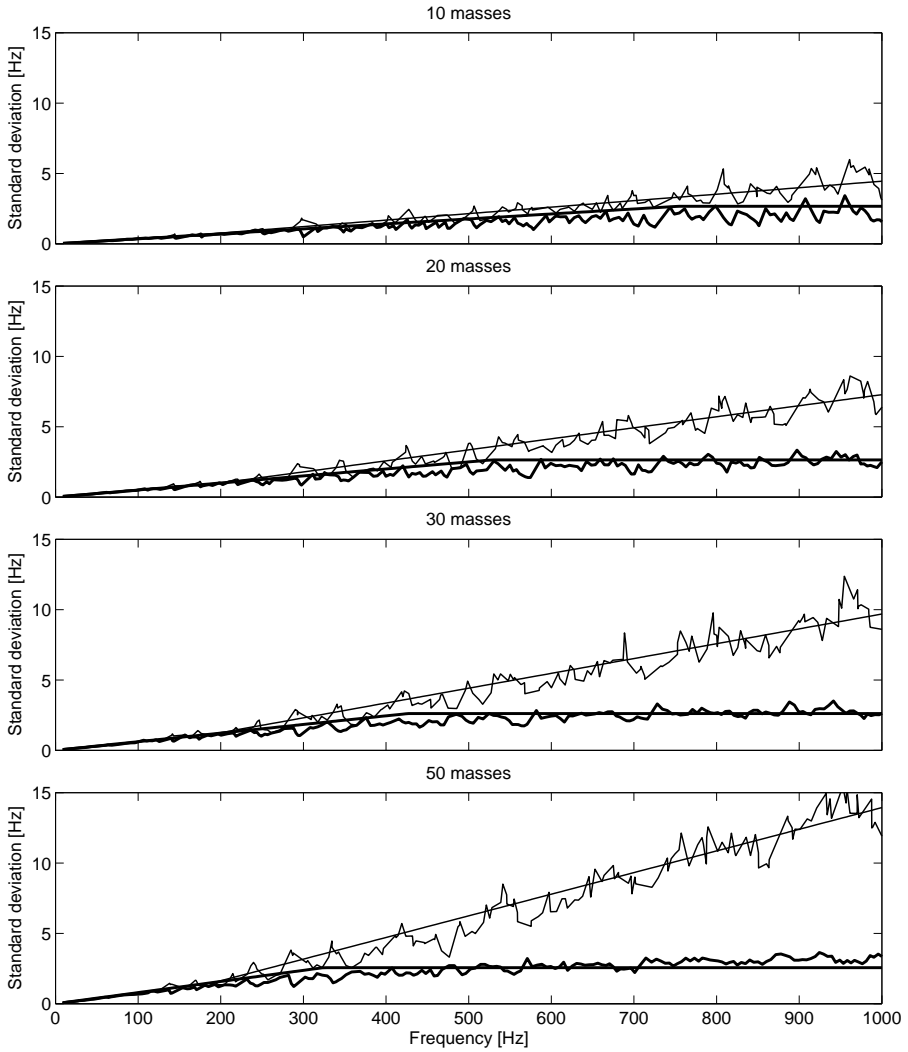 10 masses
15
10
5
0
Standard deviation [Hz]
20 masses
15
10
5
0
Standard deviation [Hz]
30 masses
15
10
5
0
Standard deviation [Hz]
50 masses
15
10
5
0
Standard deviation [Hz]
0 100 200 300 400 500 600 700 800 900 1000
Frequency [Hz]